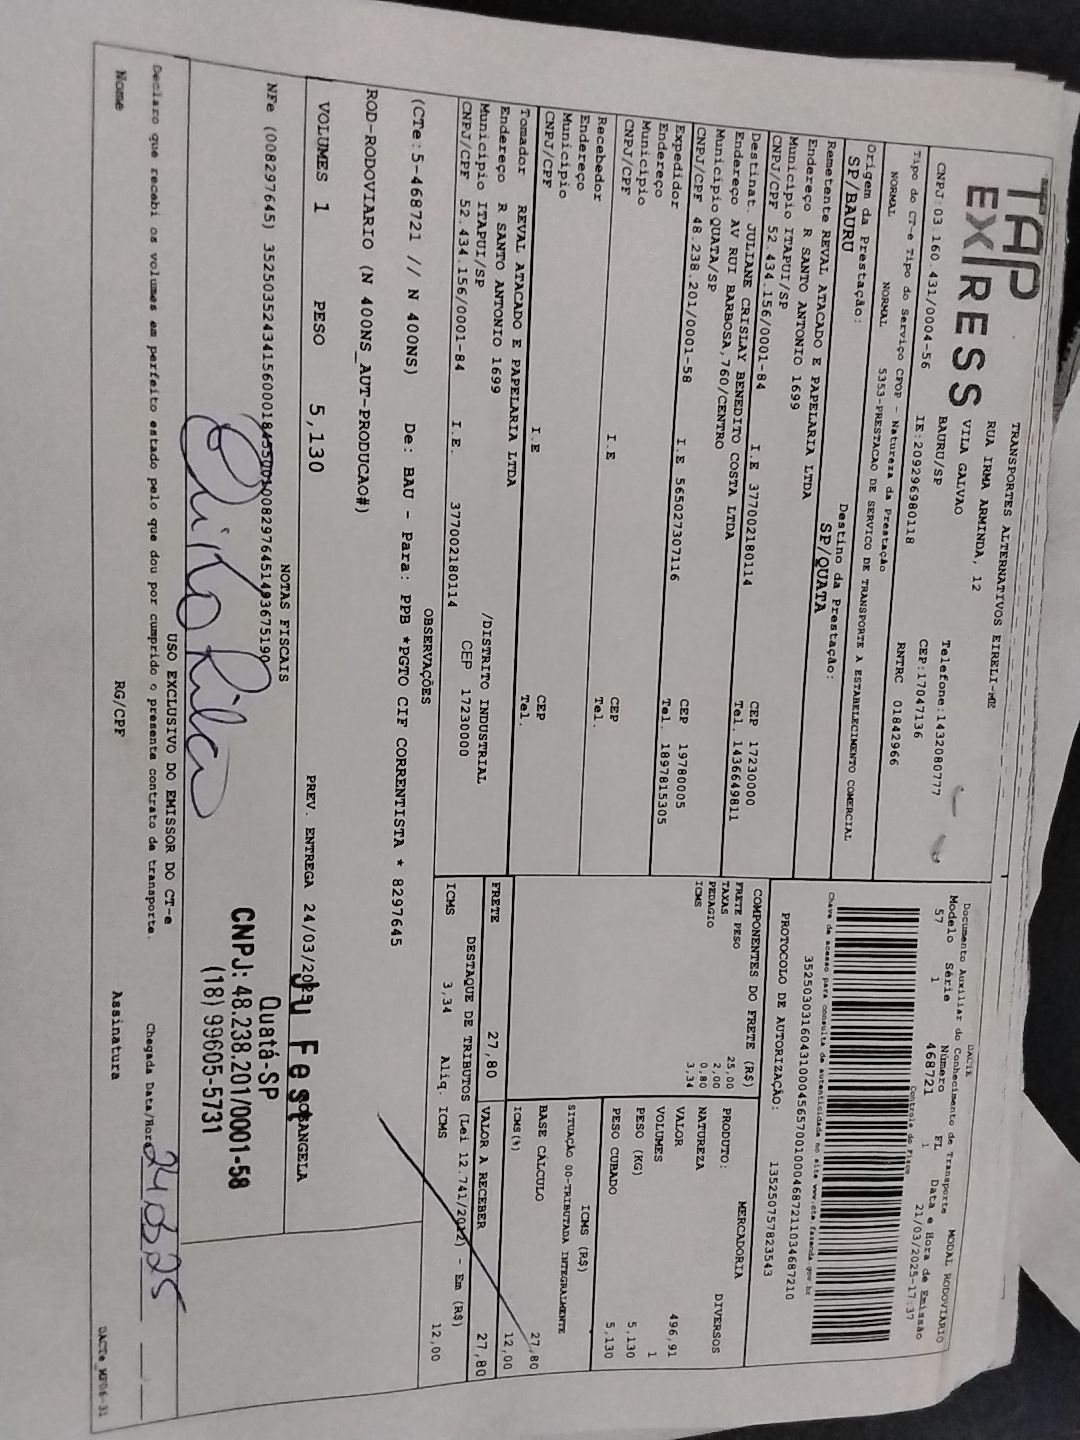 TAP
EXPRESS
TRANSPORTES ALTERNATIVOS EIRELI-ME
RUA IRMA ARMINDA, 12
VILA GALVAO
BAURU/SP
Telefone:1432080777
CEP:17047136
CNPJ:03.160.431/0004-56
IE:209296980118
RNTRC 01842966
DACTE
Documento Auxiliar do Conhecimento de Transporte MODAL RODOVIÁRIO
Modelo Série Número FL Data e Hora de Emissão
57 1 468721 1 21/03/2025-17:37
Controle do Fisco
Chave de acesso para consulta de autenticidade no site www.cte.fazenda.gov.br
35250303160431000456570010004687211034687210
PROTOCOLO DE AUTORIZAÇÃO: 135250757823543
Tipo do CT-e Tipo do Serviço CFOP - Natureza da Prestação
NORMAL NORMAL 5353-PRESTACAO DE SERVICO DE TRANSPORTE A ESTABELECIMENTO COMERCIAL
Origem da Prestação: Destino da Prestação:
SP/BAURU SP/QUATA
Remetente REVAL ATACADO E PAPELARIA LTDA
Endereço R SANTO ANTONIO 1699
Município ITAPUI/SP CEP 17230000
CNPJ/CPF 52.434.156/0001-84 I.E 377002180114 Tel. 1436649811
Destinat. JULIANE CRISLAY BENEDITO COSTA LTDA
Endereço AV RUI BARBOSA,760/CENTRO
Município QUATA/SP CEP 19780005
CNPJ/CPF 48.238.201/0001-58 I.E 565027307116 Tel. 1897815305
Expedidor
Endereço
Município CEP
CNPJ/CPF I.E Tel.
Recebedor
Endereço
Município CEP
CNPJ/CPF I.E Tel.
Tomador REVAL ATACADO E PAPELARIA LTDA
Endereço R SANTO ANTONIO 1699 /DISTRITO INDUSTRIAL
Município ITAPUI/SP CEP 17230000
CNPJ/CPF 52.434.156/0001-84 I.E. 377002180114
COMPONENTES DO FRETE (R$)
FRETE PESO 25,00
TAXAS 2,00
PEDAGIO 0,80
ICMS 3,34
PRODUTO: MERCADORIA
NATUREZA DIVERSOS
VALOR 496,91
VOLUMES 1
PESO (KG) 5,130
PESO CUBADO 5,130
ICMS (R$)
SITUAÇÃO 00-TRIBUTADA INTEGRALMENTE
BASE CÁLCULO 27,80
ICMS(%) 12,00
FRETE 27,80 VALOR A RECEBER 27,80
DESTAQUE DE TRIBUTOS (Lei 12.741/2012) - Em (R$)
ICMS 3,34 Aliq. ICMS 12,00
OBSERVAÇÕES
(CTe:5-468721 // N 400NS) De: BAU - Para: PPB *PGTO CIF CORRENTISTA * 8297645
ROD-RODOVIARIO (N 400NS_AUT-PRODUCAO#)
VOLUMES 1 PESO 5,130 PREV. ENTREGA 24/03/2025 ROSANGELA
NOTAS FISCAIS
NFe (008297645) 35250352434156000184550010082976451493675190
Ju Fest
Quatá-SP
CNPJ: 48.238.201/0001-58
(18) 99605-5731
USO EXCLUSIVO DO EMISSOR DO CT-e
Declaro que recebi os volumes em perfeito estado pelo que dou por cumprido o presente contrato de transporte. Chegada Data/Hora 24 03 25
Nome RG/CPF Assinatura
DACTe_MF06-31